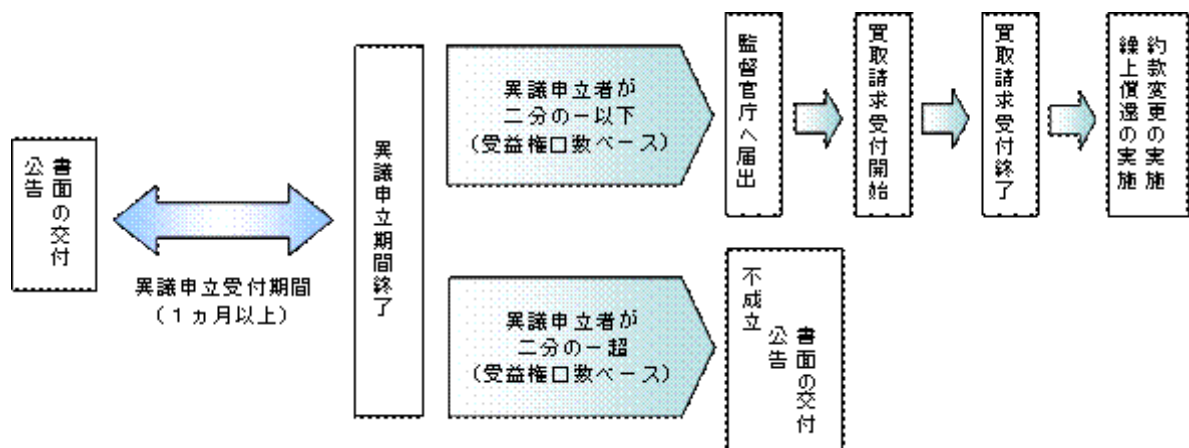 書面の交付
公告
異議申立受付期間
(1ヵ月以上)
異議申立期間終了
異議申立者が
二分の一以下
(受益権口数ベース)
監督官庁へ届出
買取請求受付開始
買取請求受付終了
約款変更の実施
繰上償還の実施
異議申立者が
二分の一超
(受益権口数ベース)
不成立
書面の交付
公告